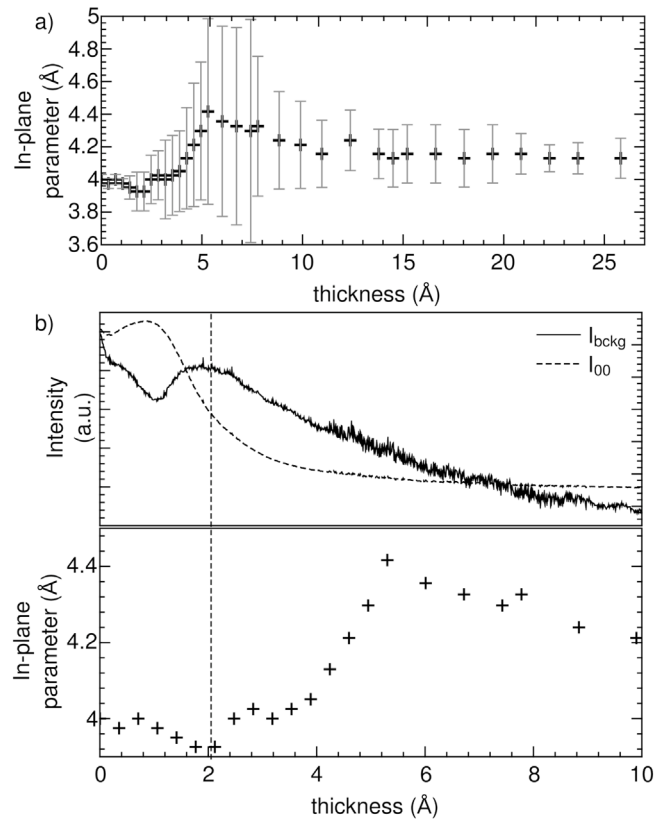 a)
In-plane
parameter (Å)
5
4.8
4.6
4.4
4.2
4
3.8
3.6
0
5
10
15
20
25
thickness (Å)
b)
Intensity
(a.u.)
I_bckg
I_00
In-plane
parameter (Å)
4.4
4.2
4
0
2
4
6
8
10
thickness (Å)